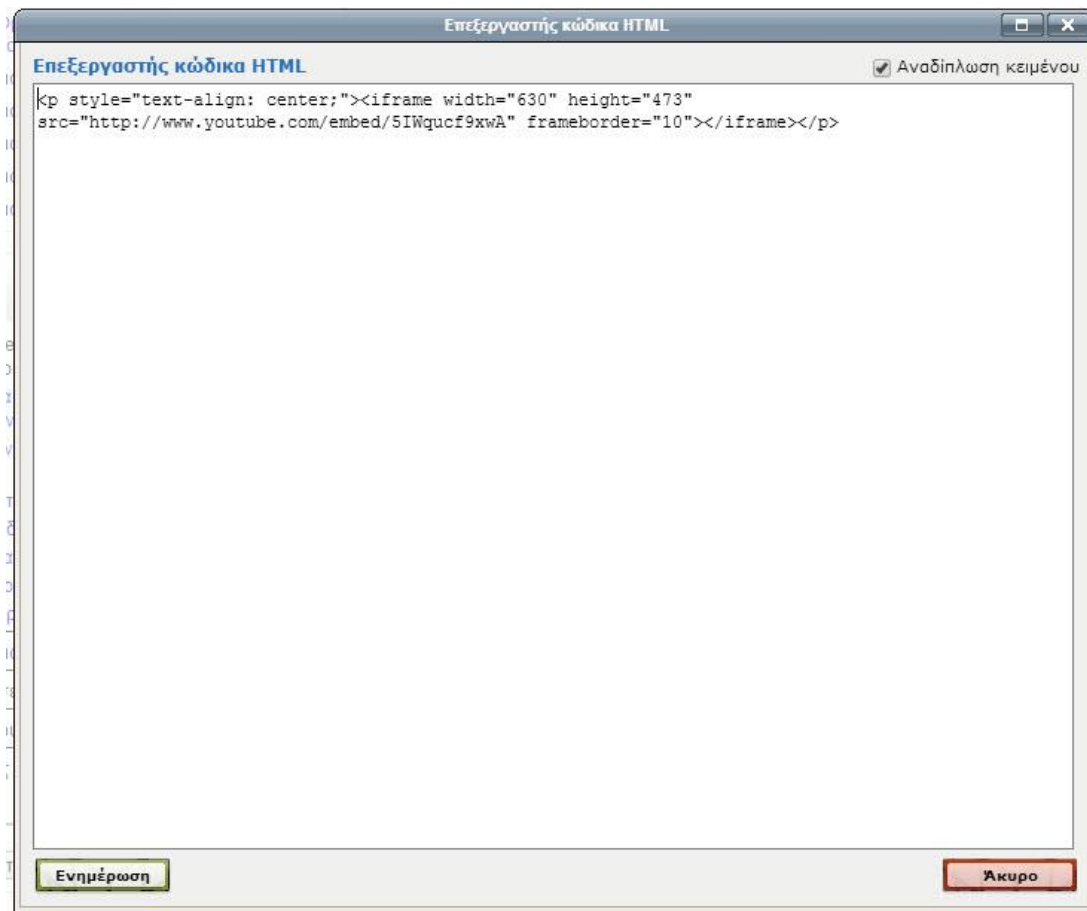 Επεξεργαστής κώδικα HTML
Επεξεργαστής κώδικα HTML
Αναδίπλωση κειμένου
<p style="text-align: center;"><iframe width="630" height="473"
src="http://www.youtube.com/embed/5IWqucf9xwA" frameborder="10"></iframe></p>
Ενημέρωση
Άκυρο